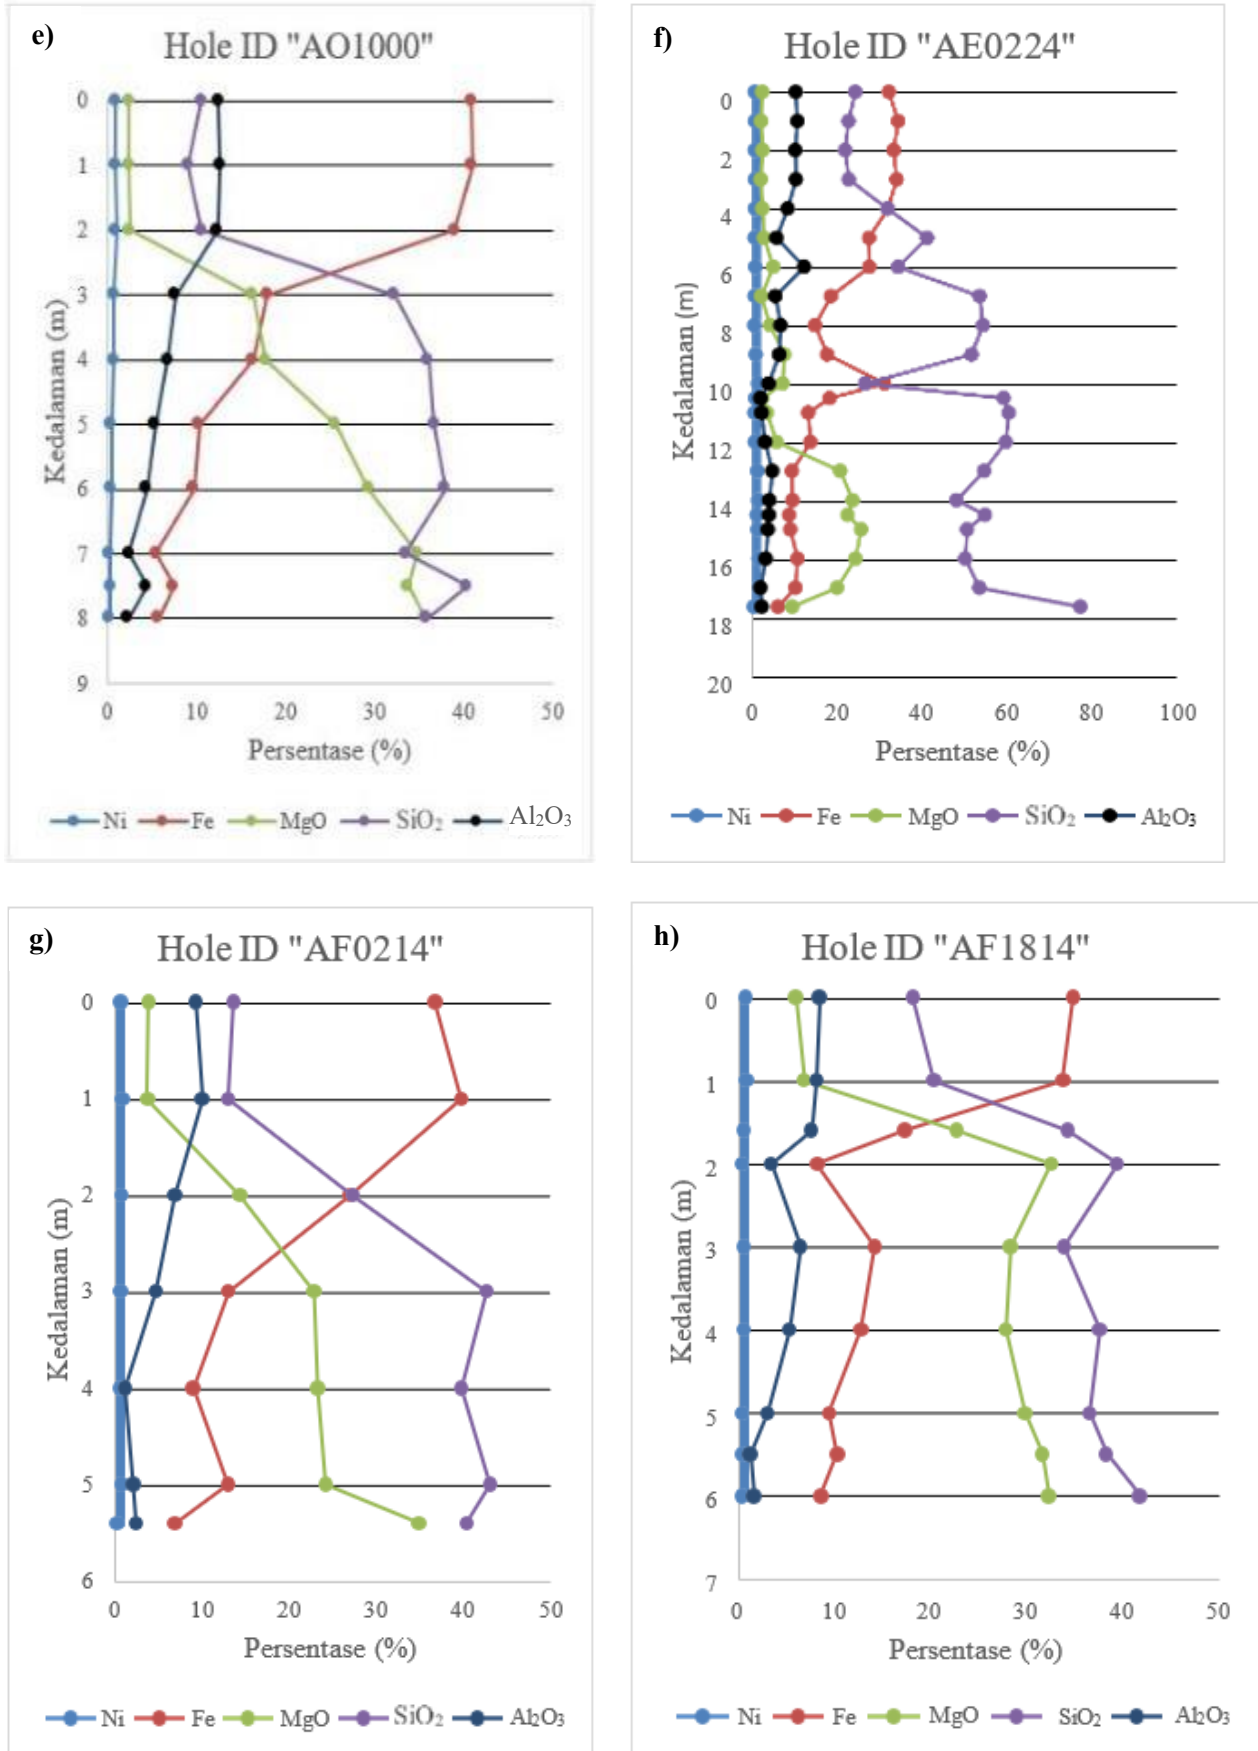 e)
Hole ID "AO1000"
0
1
2
3
4
5
6
7
8
9
Kedalaman (m)
0 10 20 30 40 50
Persentase (%)
Ni Fe MgO SiO₂ Al₂O₃
f)
Hole ID "AE0224"
0
2
4
6
8
10
12
14
16
18
20
Kedalaman (m)
0 20 40 60 80 100
Persentase (%)
Ni Fe MgO SiO₂ Al₂O₃
g)
Hole ID "AF0214"
0
1
2
3
4
5
6
Kedalaman (m)
0 10 20 30 40 50
Persentase (%)
Ni Fe MgO SiO₂ Al₂O₃
h)
Hole ID "AF1814"
0
1
2
3
4
5
6
7
Kedalaman (m)
0 10 20 30 40 50
Persentase (%)
Ni Fe MgO SiO₂ Al₂O₃